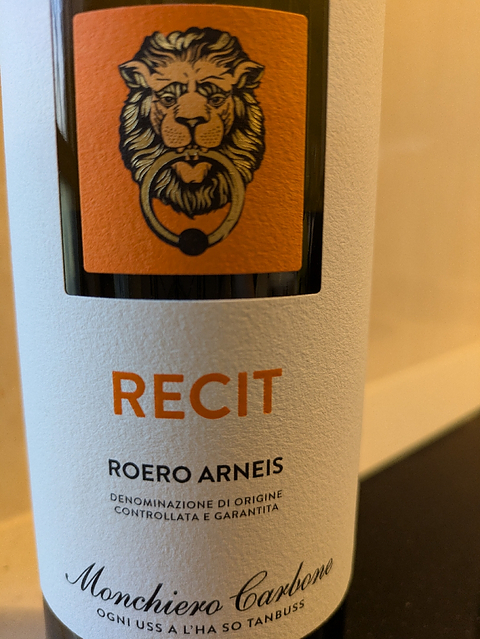 RECIT
ROERO ARNEIS
DENOMINAZIONE DI ORIGINE
CONTROLLATA E GARANTITA
Monchiero Carbone
OGNI USS A L'HA SO TANBUSS